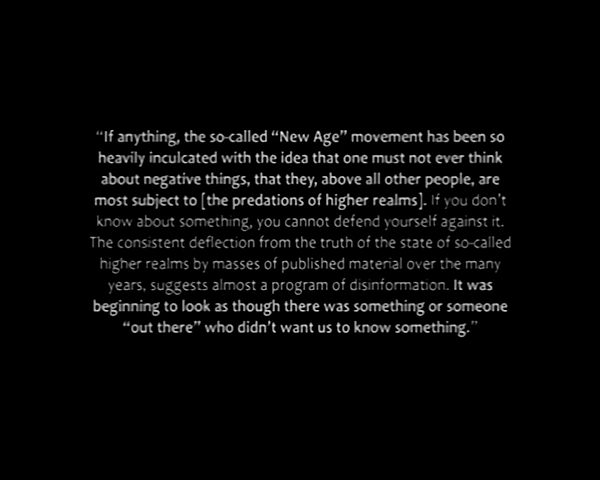 “If anything, the so-called “New Age” movement has been so
heavily inculcated with the idea that one must not ever think
about negative things, that they, above all other people, are
most subject to [the predations of higher realms]. If you don’t
know about something, you cannot defend yourself against it.
The consistent deflection from the truth of the state of so-called
higher realms by masses of published material over the many
years, suggests almost a program of disinformation. It was
beginning to look as though there was something or someone
“out there” who didn’t want us to know something.”